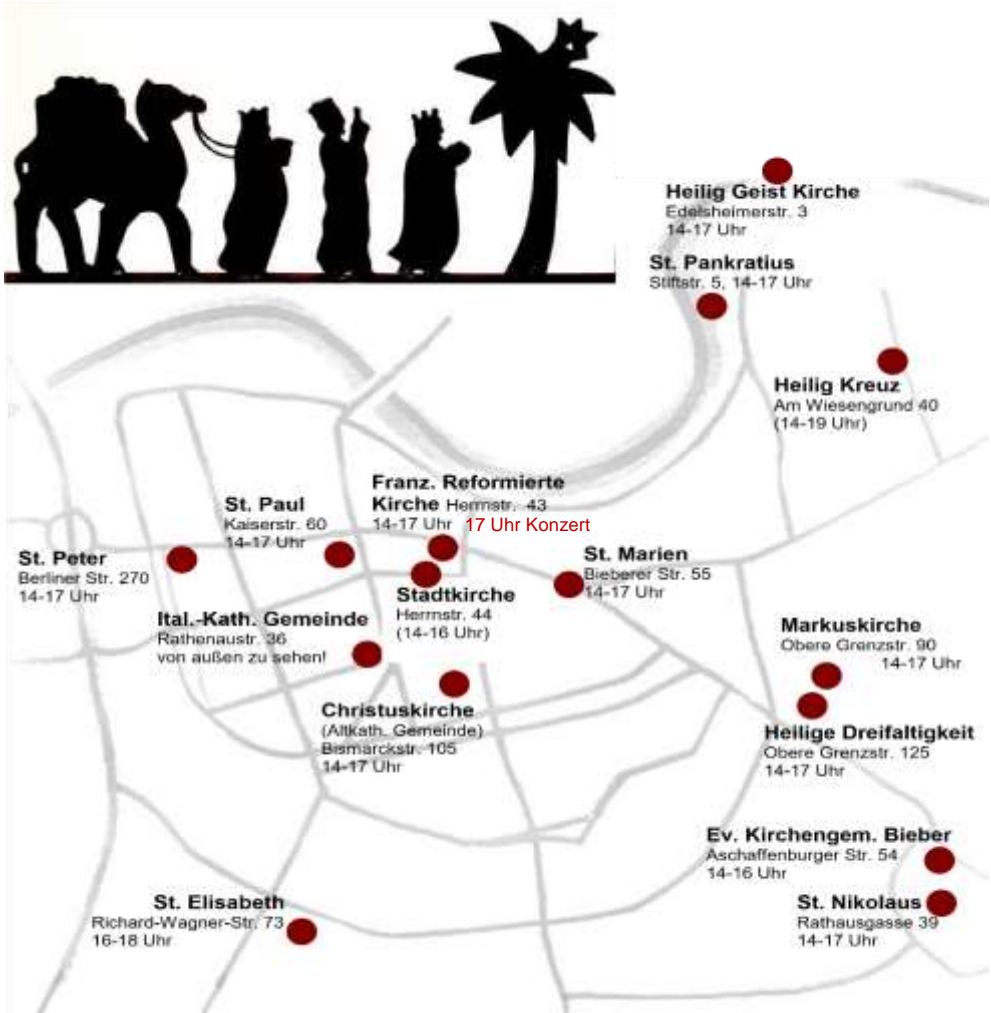 Heilig Geist Kirche
Edelsheimerstr. 3
14-17 Uhr
St. Pankratius
Stiftstr. 5, 14-17 Uhr
Heilig Kreuz
Am Wiesengrund 40
(14-19 Uhr)
Franz. Reformierte
Kirche Herrnstr. 43
14-17 Uhr 17 Uhr Konzert
St. Paul
Kaiserstr. 60
14-17 Uhr
St. Peter
Berliner Str. 270
14-17 Uhr
St. Marien
Bieberer Str. 55
14-17 Uhr
Stadtkirche
Herrnstr. 44
(14-16 Uhr)
Ital.-Kath. Gemeinde
Rathenaustr. 36
von außen zu sehen!
Markuskirche
Obere Grenzstr. 90
14-17 Uhr
Christuskirche
(Altkath. Gemeinde)
Bismarckstr. 105
14-17 Uhr
Heilige Dreifaltigkeit
Obere Grenzstr. 125
14-17 Uhr
Ev. Kirchengem. Bieber
Aschaffenburger Str. 54
14-16 Uhr
St. Elisabeth
Richard-Wagner-Str. 73
16-18 Uhr
St. Nikolaus
Rathausgasse 39
14-17 Uhr